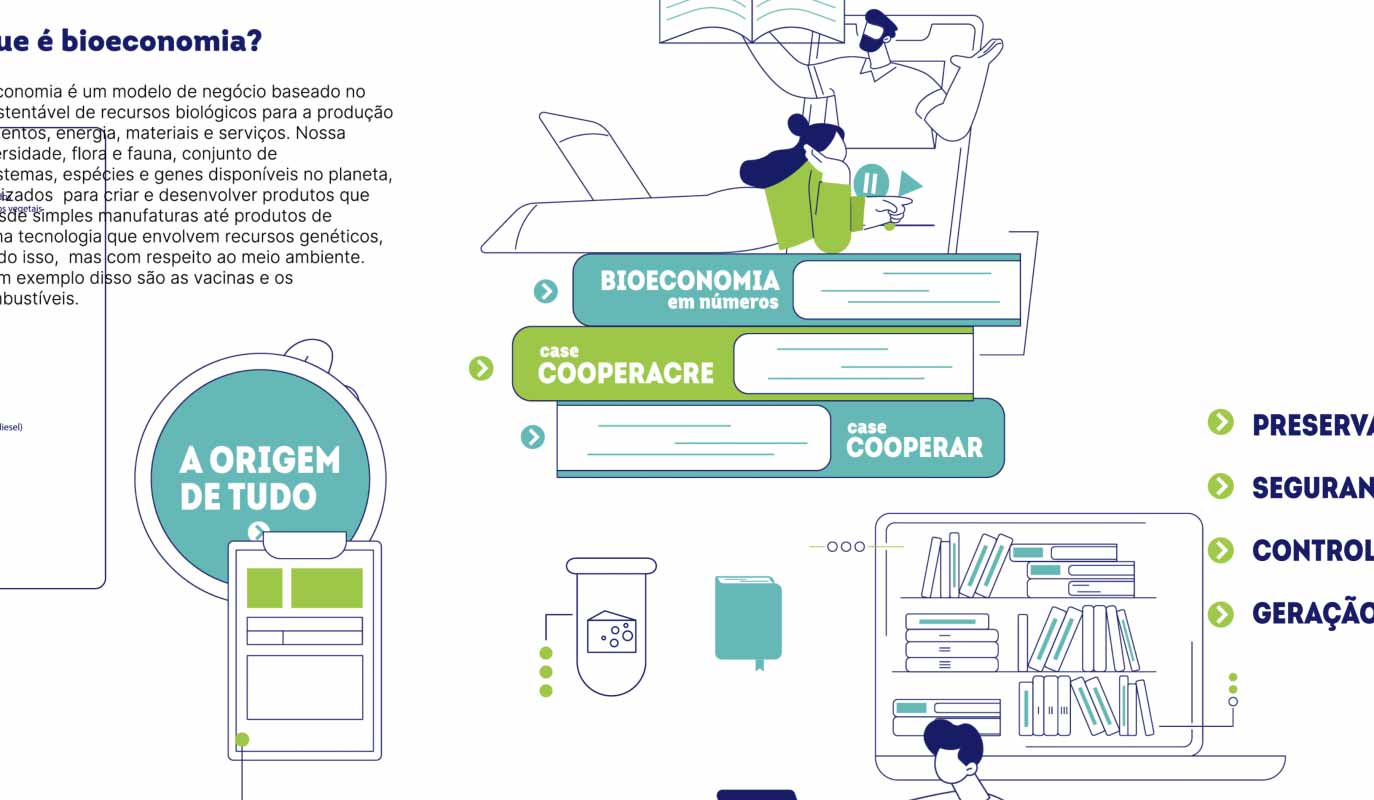 ue é bioeconomia?
conomia é um modelo de negócio baseado no
stentável de recursos biológicos para a produção
entos, energia, materiais e serviços. Nossa
ersidade, flora e fauna, conjunto de
stemas, espécies e genes disponíveis no planeta,
izados para criar e desenvolver produtos que
sde simples manufaturas até produtos de
na tecnologia que envolvem recursos genéticos,
do isso, mas com respeito ao meio ambiente.
m exemplo disso são as vacinas e os
nbustíveis.
os vegetais
diesel)
A ORIGEM
DE TUDO
BIOECONOMIA
em números
case
COOPERACRE
case
COOPERAR
PRESERVA
SEGURAN
CONTROL
GERAÇÃO